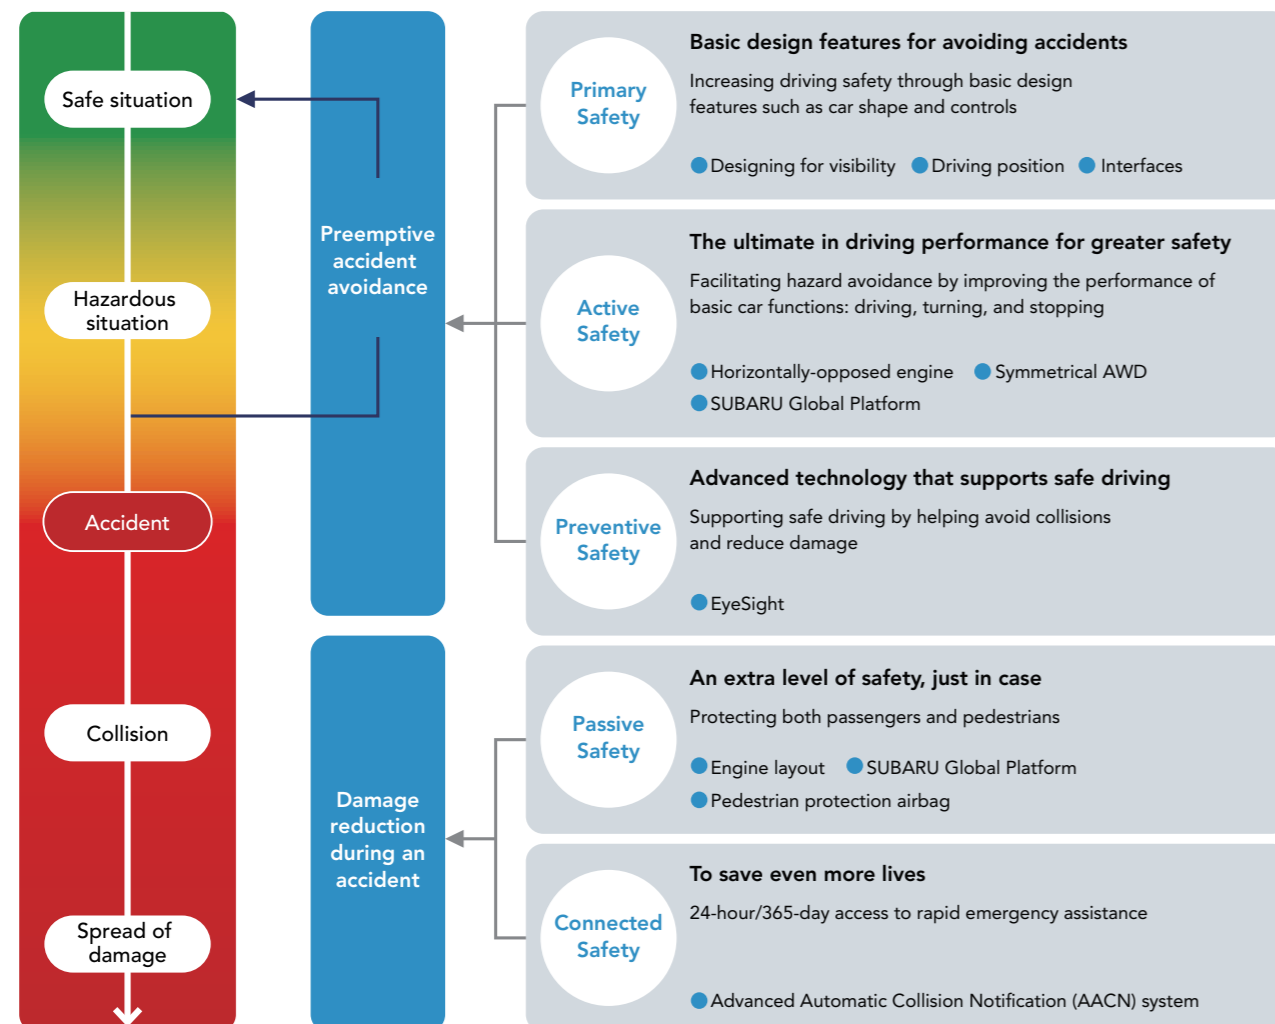 Safe situation
Hazardous
situation
Accident
Collision
Spread of
damage
Preemptive
accident
avoidance
Damage
reduction
during an
accident
Primary
Safety
Basic design features for avoiding accidents
Increasing driving safety through basic design
features such as car shape and controls
Designing for visibility Driving position Interfaces
Active
Safety
The ultimate in driving performance for greater safety
Facilitating hazard avoidance by improving the performance of
basic car functions: driving, turning, and stopping
Horizontally-opposed engine Symmetrical AWD
SUBARU Global Platform
Preventive
Safety
Advanced technology that supports safe driving
Supporting safe driving by helping avoid collisions
and reduce damage
EyeSight
Passive
Safety
An extra level of safety, just in case
Protecting both passengers and pedestrians
Engine layout SUBARU Global Platform
Pedestrian protection airbag
Connected
Safety
To save even more lives
24-hour/365-day access to rapid emergency assistance
Advanced Automatic Collision Notification (AACN) system